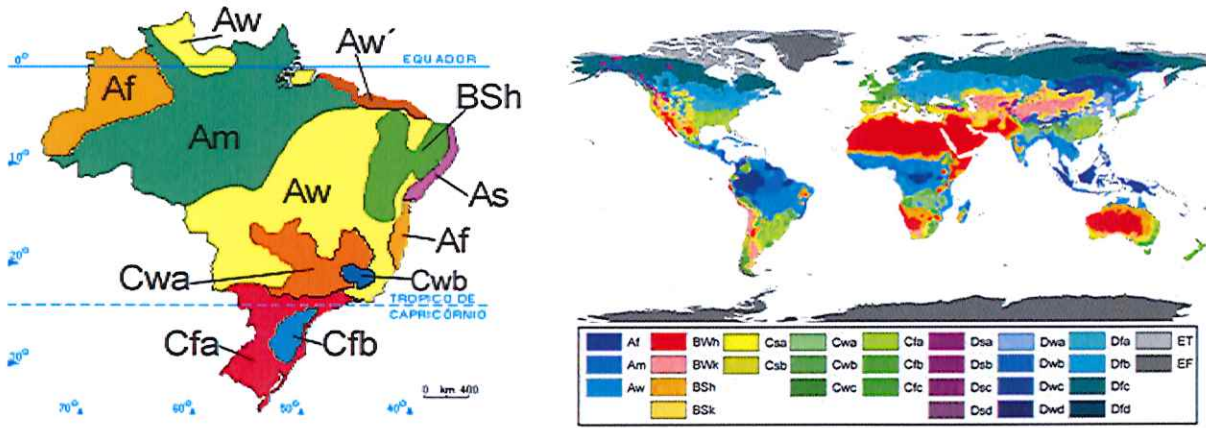 Aw
Aw´
0° EQUADOR
Af
BSh
Am
10°
Aw
As
Af
20°
Cwa
Cwb
TROPICO DE
CAPRICÓRNIO
Cfa
Cfb
0 km 400
70° 60° 50° 40°
Af BWh Csa Cwa Cfa Dsa Dwa Dfa ET
Am BWk Csb Cwb Cfb Dsb Dwb Dfb EF
Aw BSh Cwc Cfc Dsc Dwc Dfc
BSk Dsd Dwd Dfd